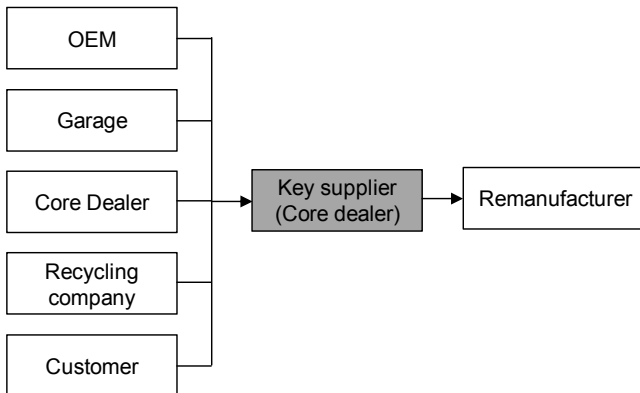 OEM
Garage
Core Dealer
Recycling
company
Customer
Key supplier
(Core dealer)
Remanufacturer